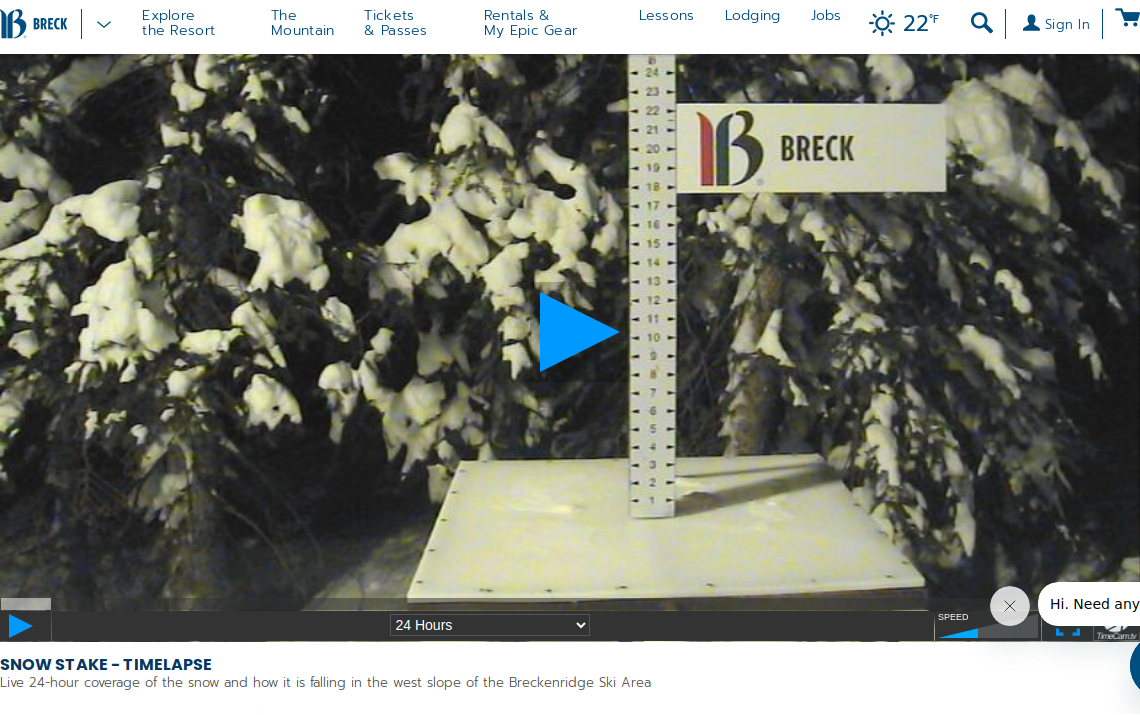 BRECK
Explore
the Resort
The
Mountain
Tickets
& Passes
Rentals &
My Epic Gear
Lessons
Lodging
Jobs
22°F
Sign In
24
23
22
21
20
19
18
17
16
15
14
13
12
11
10
9
8
7
6
5
4
3
2
1
B BRECK
24 Hours
SPEED
Hi. Need any
TimeCam.tv
SNOW STAKE - TIMELAPSE
Live 24-hour coverage of the snow and how it is falling in the west slope of the Breckenridge Ski Area